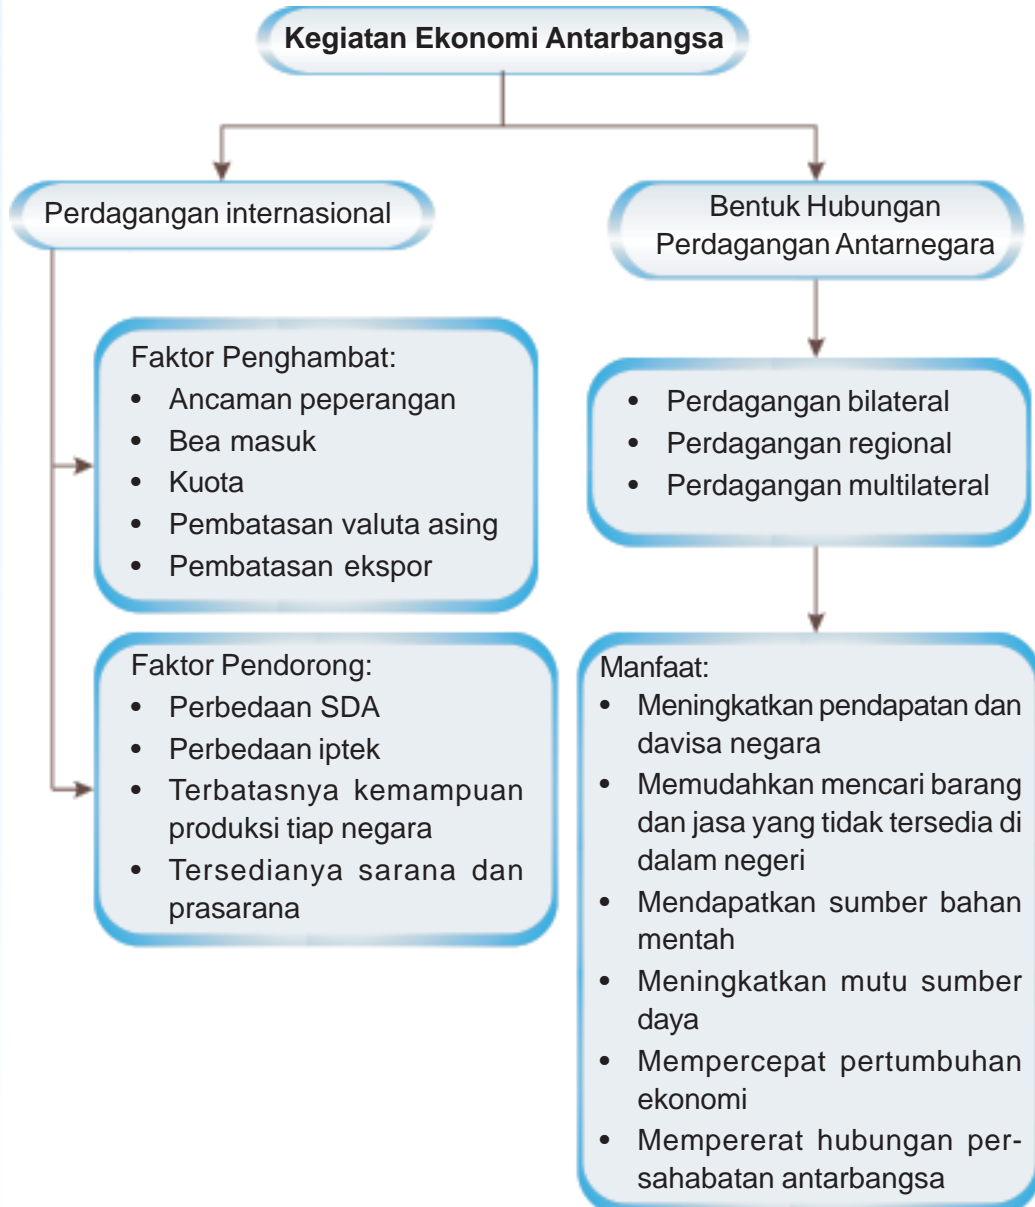 Kegiatan Ekonomi Antarbangsa
Perdagangan internasional
Faktor Penghambat:
• Ancaman peperangan
• Bea masuk
• Kuota
• Pembatasan valuta asing
• Pembatasan ekspor
Faktor Pendorong:
• Perbedaan SDA
• Perbedaan iptek
• Terbatasnya kemampuan
produksi tiap negara
• Tersedianya sarana dan
prasarana
Bentuk Hubungan
Perdagangan Antarnegara
• Perdagangan bilateral
• Perdagangan regional
• Perdagangan multilateral
Manfaat:
• Meningkatkan pendapatan dan
davisa negara
• Memudahkan mencari barang
dan jasa yang tidak tersedia di
dalam negeri
• Mendapatkan sumber bahan
mentah
• Meningkatkan mutu sumber
daya
• Mempercepat pertumbuhan
ekonomi
• Mempererat hubungan per-
sahabatan antarbangsa